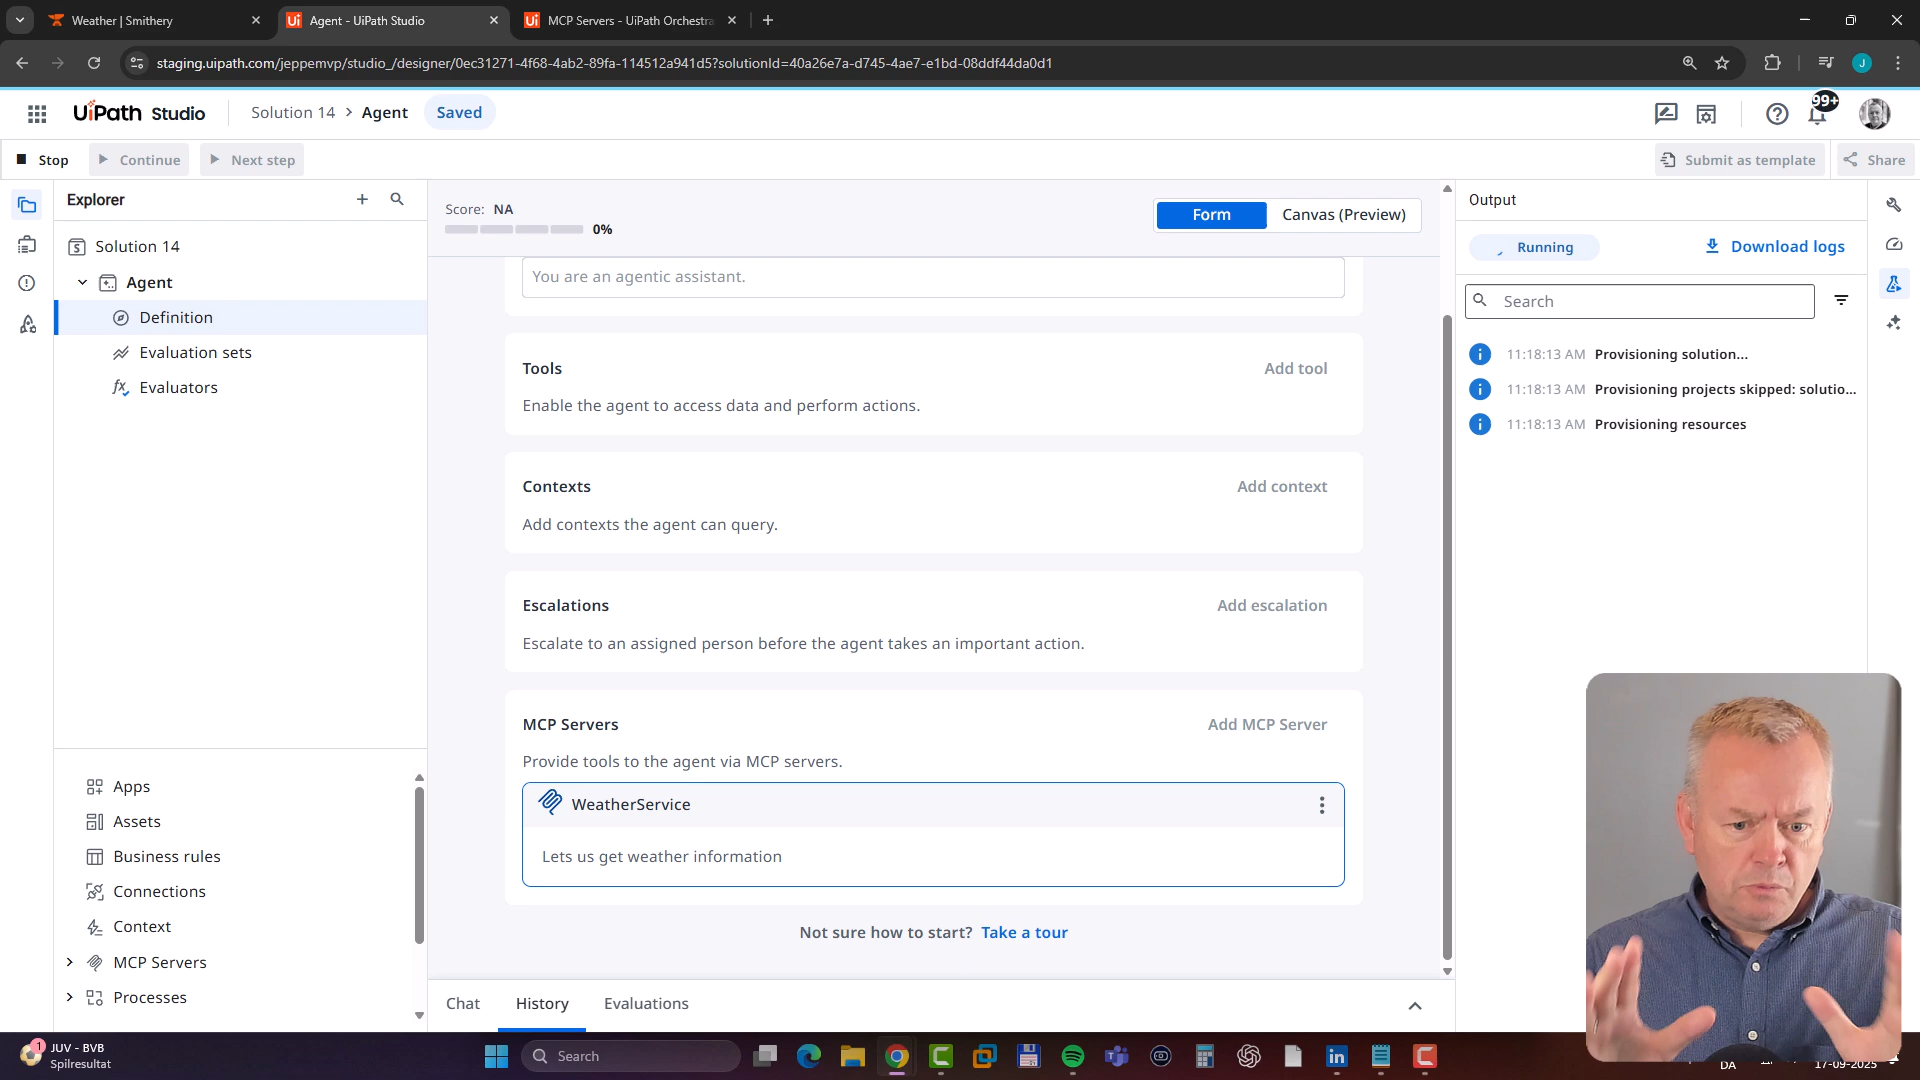 Weather | Smithery
Agent - UiPath Studio
MCP Servers - UiPath Orchestra
staging.uipath.com/jeppemvp/studio_/designer/0ec31271-4f68-4ab2-89fa-114512a941d5?solutionId=40a26e7a-d745-4ae7-e1bd-08ddf44da0d1
J
UiPath Studio
Solution 14 > Agent
Saved
99+
Stop
Continue
Next step
Submit as template
Share
Explorer
Solution 14
Agent
Definition
Evaluation sets
Evaluators
Apps
Assets
Business rules
Connections
Context
MCP Servers
Processes
Score: NA
0%
Form
Canvas (Preview)
You are an agentic assistant.
Tools
Add tool
Enable the agent to access data and perform actions.
Contexts
Add context
Add contexts the agent can query.
Escalations
Add escalation
Escalate to an assigned person before the agent takes an important action.
MCP Servers
Add MCP Server
Provide tools to the agent via MCP servers.
WeatherService
Lets us get weather information
Not sure how to start? Take a tour
Chat
History
Evaluations
Output
Running
Download logs
Search
11:18:13 AM Provisioning solution...
11:18:13 AM Provisioning projects skipped: solutio...
11:18:13 AM Provisioning resources
1
JUV - BVB
Spilresultat
Search
DA
17-09-2025